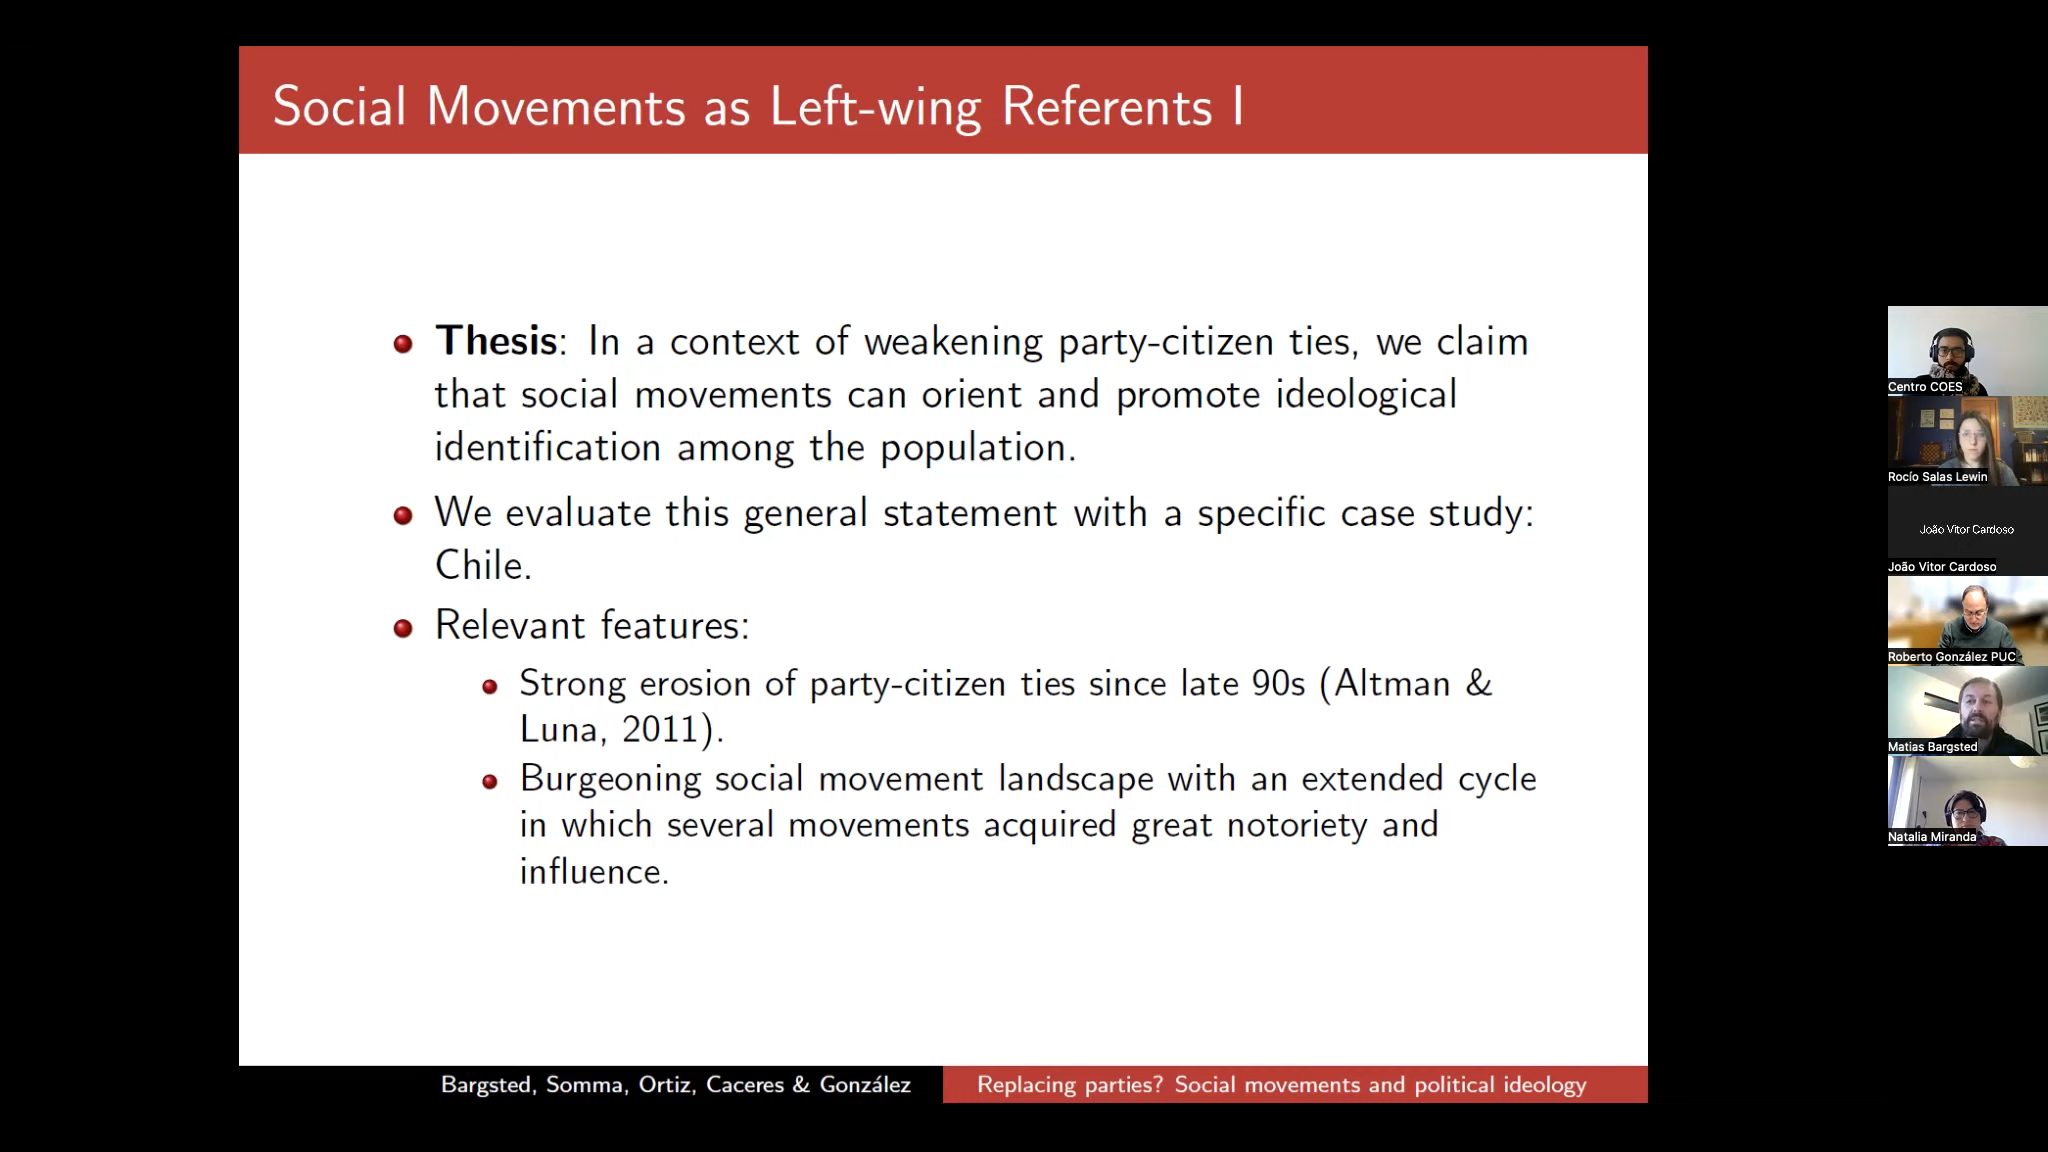 Social Movements as Left-wing Referents I
Thesis: In a context of weakening party-citizen ties, we claim
that social movements can orient and promote ideological
identification among the population.
We evaluate this general statement with a specific case study:
Chile.
Relevant features:
Strong erosion of party-citizen ties since late 90s (Altman &
Luna, 2011).
Burgeoning social movement landscape with an extended cycle
in which several movements acquired great notoriety and
influence.
Bargsted, Somma, Ortiz, Caceres & González
Replacing parties? Social movements and political ideology
Centro COES
Rocío Salas Lewin
João Vitor Cardoso
João Vitor Cardoso
Roberto González PUC
Matias Bargsted
Natalia Miranda